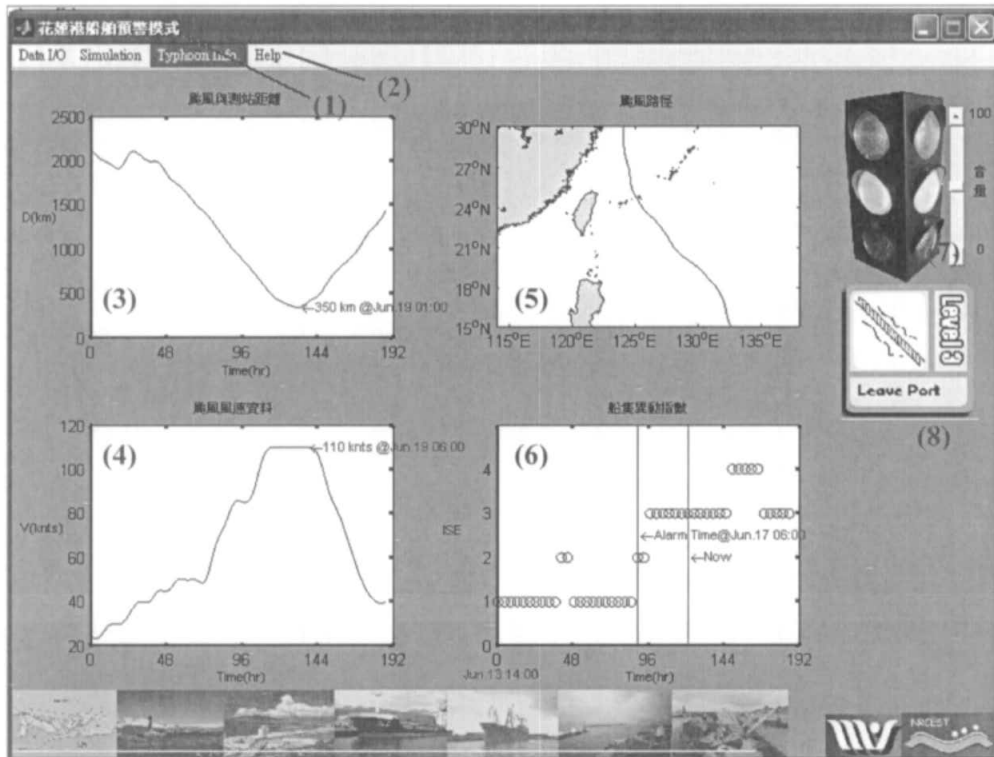 花蓮港船舶預警模式
Data I/O Simulation Typhoon Info. Help
(1)
(2)
颱風與測站距離
2500
2000
1500
1000
500
0
D(km)
(3)
350 km @Jun.19 01:00
0 48 96 144 192
Time(hr)
颱風路徑
30°N
27°N
24°N
21°N
18°N
15°N
(5)
115°E 120°E 125°E 130°E 135°E
100
音量
0
(7)
Level 3
Leave Port
(8)
颱風風速資料
120
100
80
60
40
20
V(knts)
(4)
110 knts @Jun.19 06:00
0 48 96 144 192
Time(hr)
船隻異動指數
4
3
2
1
0
ISE
(6)
Alarm Time@Jun.17 06:00
Now
0 48 96 144 192
Jun.13 14:00
Time(hr)